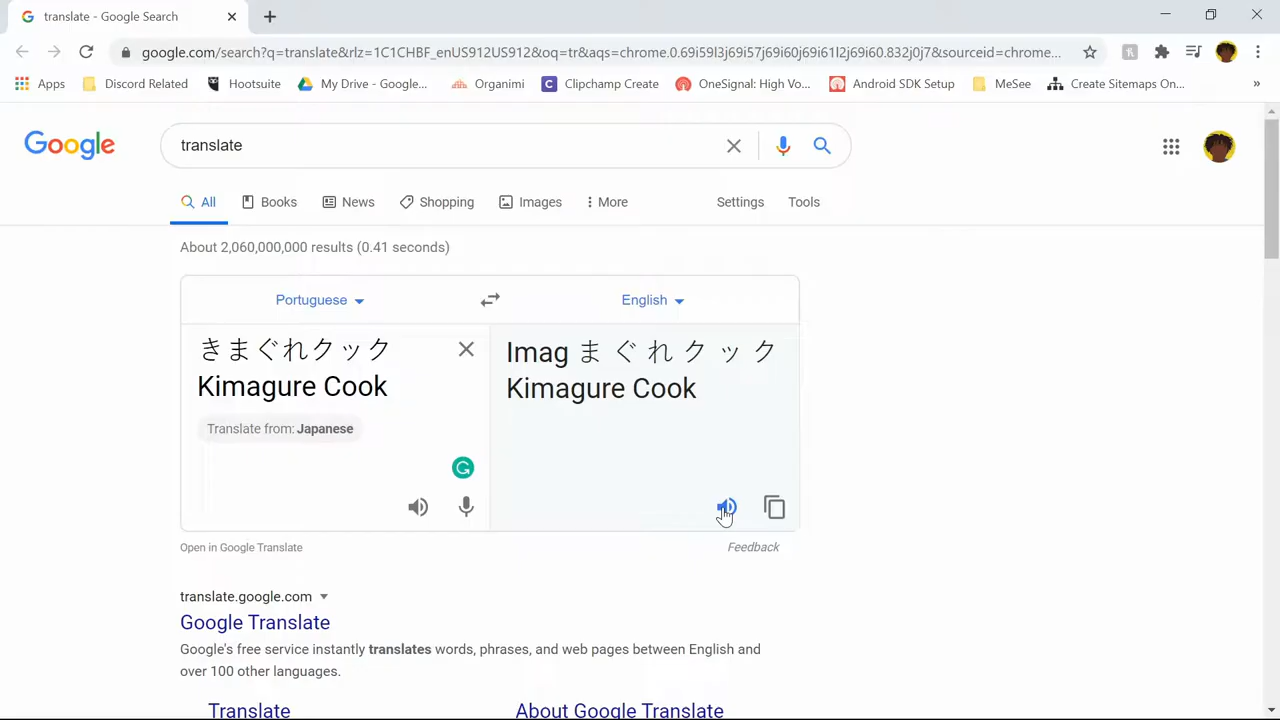 translate - Google Search
google.com/search?q=translate&rlz=1C1CHBF_enUS912US912&oq=tr&aqs=chrome.0.69i59l3j69i57j69i60j69i61l2j69i60.832j0j7&sourceid=chrome...
Apps Discord Related Hootsuite My Drive - Google... Organimi Clipchamp Create OneSignal: High Vo... Android SDK Setup MeSee Create Sitemaps On... »
Google translate
All Books News Shopping Images More Settings Tools
About 2,060,000,000 results (0.41 seconds)
Portuguese English
きまぐれクック
Kimagure Cook
Translate from: Japanese
Imag まぐれクック
Kimagure Cook
Open in Google Translate Feedback
translate.google.com
Google Translate
Google's free service instantly translates words, phrases, and web pages between English and
over 100 other languages.
Translate About Google Translate